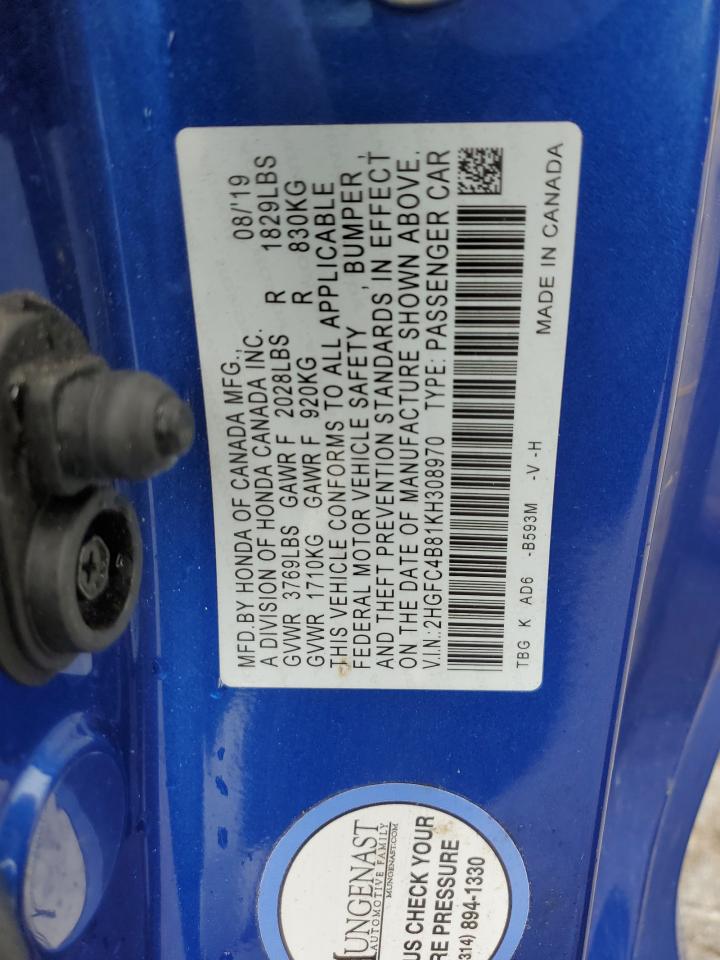 MFD.BY HONDA OF CANADA MFG., 08/'19
A DIVISION OF HONDA CANADA INC.
GVWR 3769LBS GAWR F 2028LBS R 1829LBS
GVWR 1710KG GAWR F 920KG R 830KG
THIS VEHICLE CONFORMS TO ALL APPLICABLE
FEDERAL MOTOR VEHICLE SAFETY, BUMPER,
AND THEFT PREVENTION STANDARDS, IN EFFECT
ON THE DATE OF MANUFACTURE SHOWN ABOVE.
V.I.N.:2HGFC4B81KH308970 TYPE: PASSENGER CAR
TBG K AD6 -B593M -V -H
MADE IN CANADA
MUNGENAST
AUTOMOTIVE FAMILY
MUNGENAST.COM
CHECK YOUR
PRESSURE
314) 894-1330